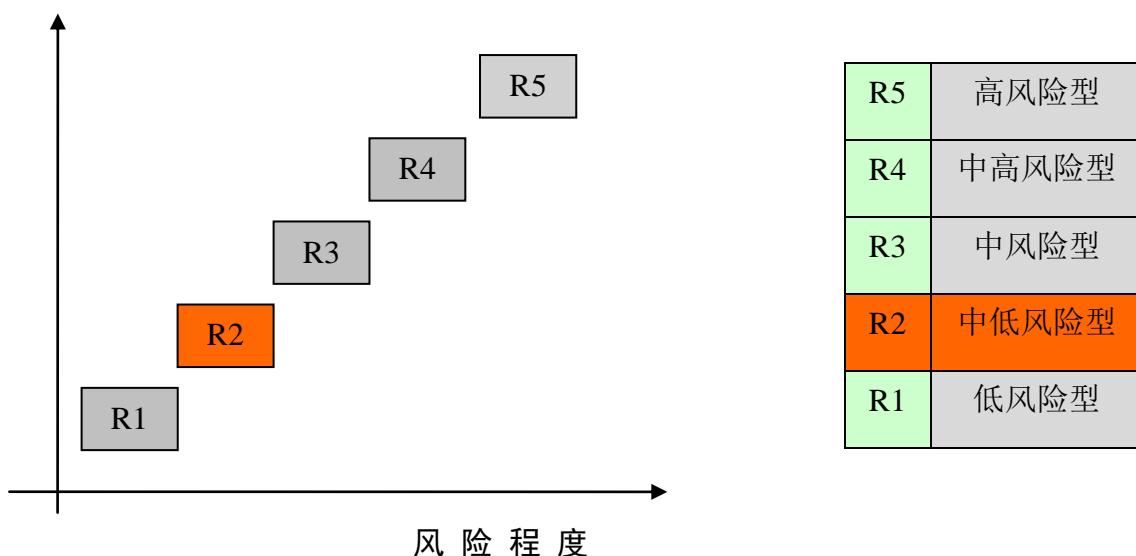 R5
R4
R3
R2
R1
风险程度
R5 高风险型
R4 中高风险型
R3 中风险型
R2 中低风险型
R1 低风险型